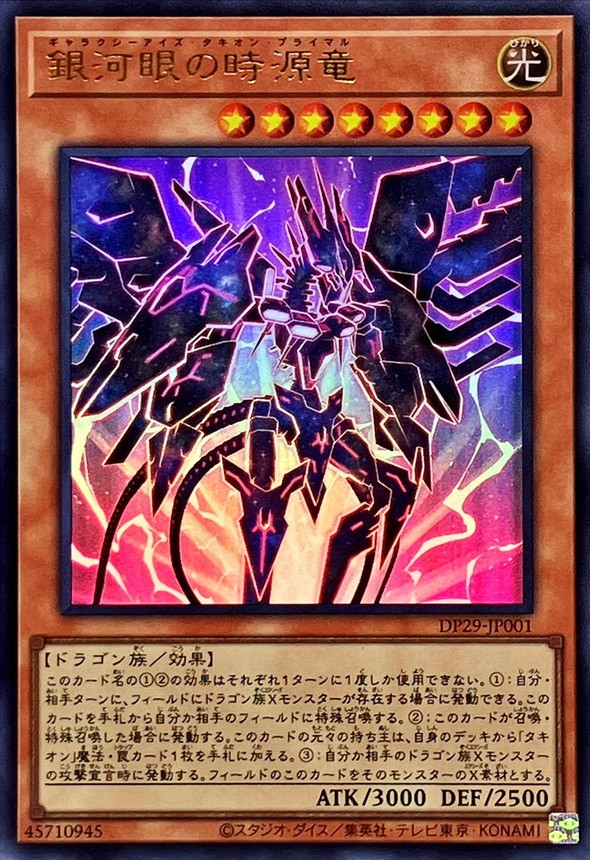 ギャラクシーアイズ・タキオン・プライマル
銀河眼の時源竜
ひかり
光
DP29-JP001
【ドラゴン族／効果】
このカード名の①②の効果はそれぞれ1ターンに1度しか使用できない。①：自分・
相手ターンに、フィールドにドラゴン族Xモンスターが存在する場合に発動できる。この
カードを手札から自分か相手のフィールドに特殊召喚する。②：このカードが召喚・
特殊召喚した場合に発動する。このカードの元々の持ち主は、自身のデッキから「タキ
オン」魔法・罠カード1枚を手札に加える。③：自分か相手のドラゴン族Xモンスター
の攻撃宣言時に発動する。フィールドのこのカードをそのモンスターのX素材とする。
ATK/3000 DEF/2500
45710945
©スタジオ・ダイス／集英社・テレビ東京・KONAMI